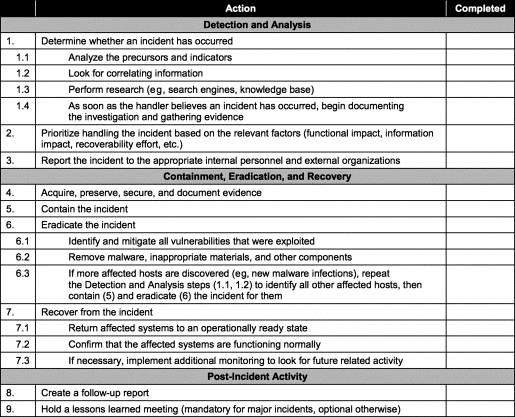 Action Completed
Detection and Analysis
1. Determine whether an incident has occurred
1.1 Analyze the precursors and indicators
1.2 Look for correlating information
1.3 Perform research (eg, search engines, knowledge base)
1.4 As soon as the handler believes an incident has occurred, begin documenting
the investigation and gathering evidence
2. Prioritize handling the incident based on the relevant factors (functional impact, information
impact, recoverability effort, etc.)
3. Report the incident to the appropriate internal personnel and external organizations
Containment, Eradication, and Recovery
4. Acquire, preserve, secure, and document evidence
5. Contain the incident
6. Eradicate the incident
6.1 Identify and mitigate all vulnerabilities that were exploited
6.2 Remove malware, inappropriate materials, and other components
6.3 If more affected hosts are discovered (eg, new malware infections), repeat
the Detection and Analysis steps (1.1, 1.2) to identify all other affected hosts, then
contain (5) and eradicate (6) the incident for them
7. Recover from the incident
7.1 Return affected systems to an operationally ready state
7.2 Confirm that the affected systems are functioning normally
7.3 If necessary, implement additional monitoring to look for future related activity
Post-Incident Activity
8. Create a follow-up report
9. Hold a lessons learned meeting (mandatory for major incidents, optional otherwise)